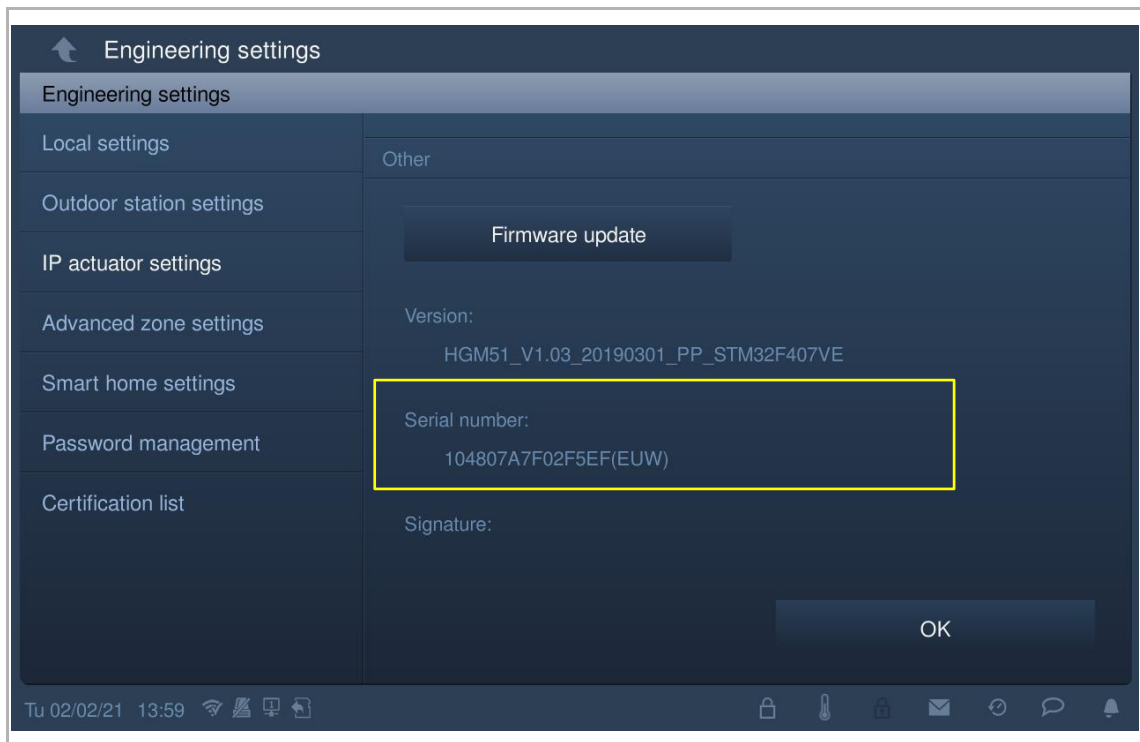 Engineering settings
Engineering settings
Local settings
Outdoor station settings
IP actuator settings
Advanced zone settings
Smart home settings
Password management
Certification list
Other
Firmware update
Version:
HGM51_V1.03_20190301_PP_STM32F407VE
Serial number:
104807A7F02F5EF(EUW)
Signature:
OK
Tu 02/02/21 13:59